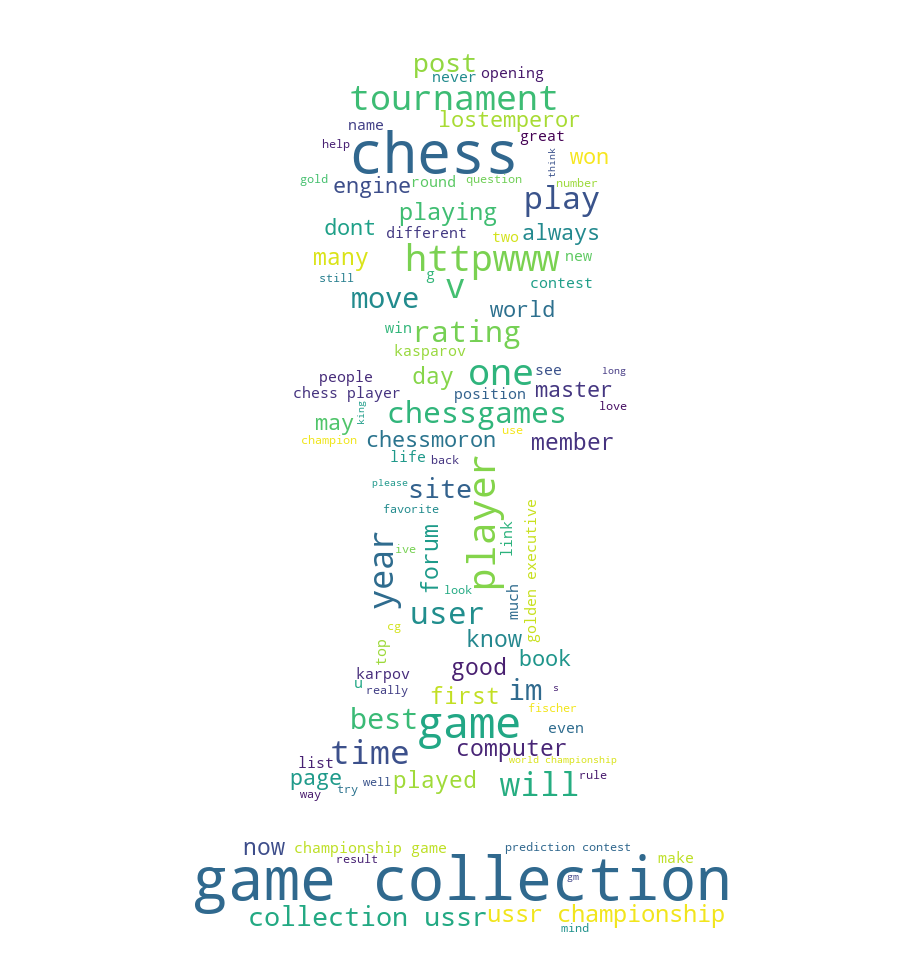 post
never opening
tournament
lostemperor
name
great
help
chess
think
won
gold
engine
round
question
number
play
playing
dont
different
two
always
many
httpwww
new
still
g
v
contest
move
world
win
rating
kasparov
people
day
one
see
long
chess player
position
master
love
king
chessgames
may
champion
chessmoron
use
member
life
back
please
site
player
favorite
year
ive
forum
link
golden executive
look
much
user
cg
top
know
good
book
karpov
u
really
first
im
s
fischer
best
game
even
time
computer
list
world championship
page
try
well
played
will
rule
way
now
championship game
prediction contest
result
make
game collection
gm
collection ussr
ussr championship
mind